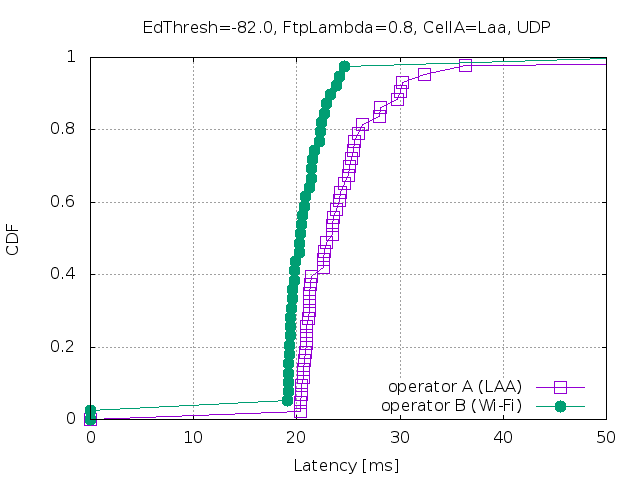 EdThresh=-82.0, FtpLambda=0.8, CellA=Laa, UDP
1
0.8
0.6
0.4
0.2
0
CDF
operator A (LAA)
operator B (Wi-Fi)
0 10 20 30 40 50
Latency [ms]